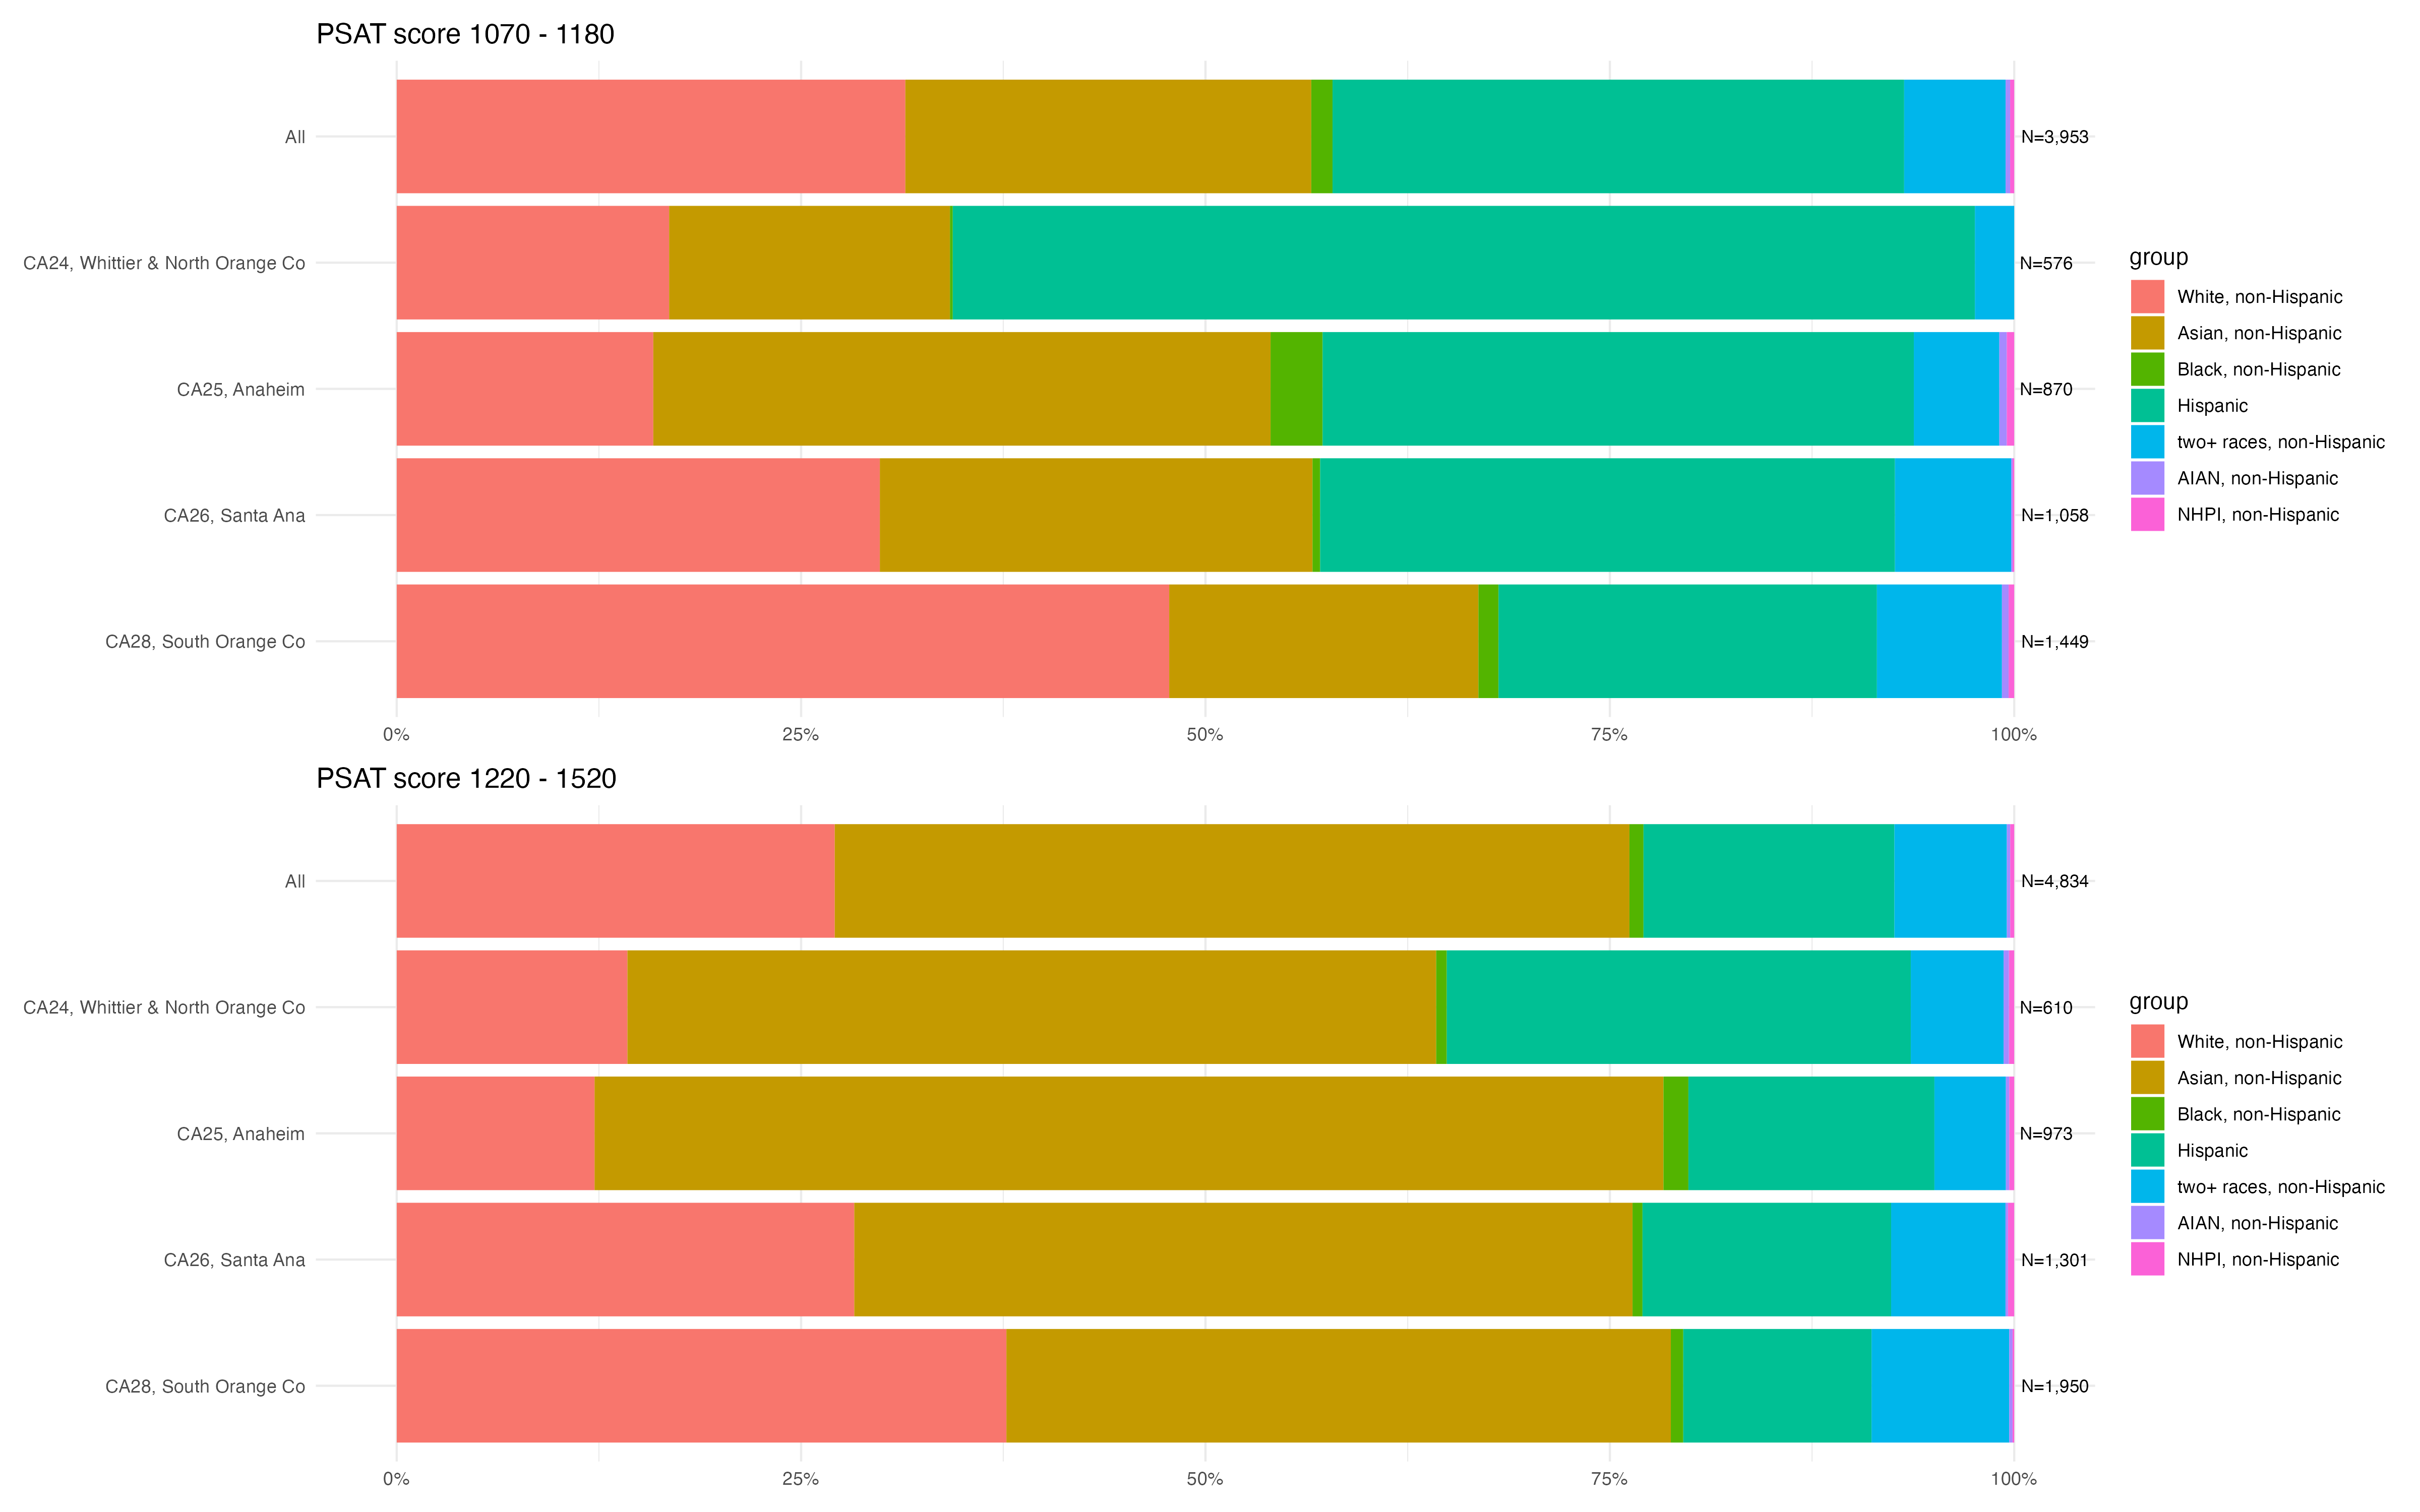 PSAT score 1070 - 1180
All
N=3,953
CA24, Whittier & North Orange Co
N=576
CA25, Anaheim
N=870
CA26, Santa Ana
N=1,058
CA28, South Orange Co
N=1,449
0% 25% 50% 75% 100%
group
White, non-Hispanic
Asian, non-Hispanic
Black, non-Hispanic
Hispanic
two+ races, non-Hispanic
AIAN, non-Hispanic
NHPI, non-Hispanic
PSAT score 1220 - 1520
All
N=4,834
CA24, Whittier & North Orange Co
N=610
CA25, Anaheim
N=973
CA26, Santa Ana
N=1,301
CA28, South Orange Co
N=1,950
0% 25% 50% 75% 100%
group
White, non-Hispanic
Asian, non-Hispanic
Black, non-Hispanic
Hispanic
two+ races, non-Hispanic
AIAN, non-Hispanic
NHPI, non-Hispanic